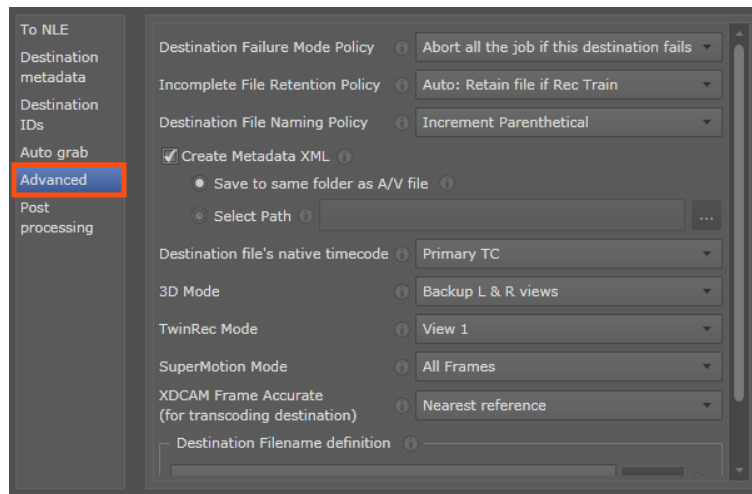 To NLE
Destination
metadata
Destination
IDs
Auto grab
Advanced
Post
processing
Destination Failure Mode Policy Abort all the job if this destination fails
Incomplete File Retention Policy Auto: Retain file if Rec Train
Destination File Naming Policy Increment Parenthetical
Create Metadata XML
Save to same folder as A/V file
Select Path ...
Destination file's native timecode Primary TC
3D Mode Backup L & R views
TwinRec Mode View 1
SuperMotion Mode All Frames
XDCAM Frame Accurate
(for transcoding destination) Nearest reference
Destination Filename definition